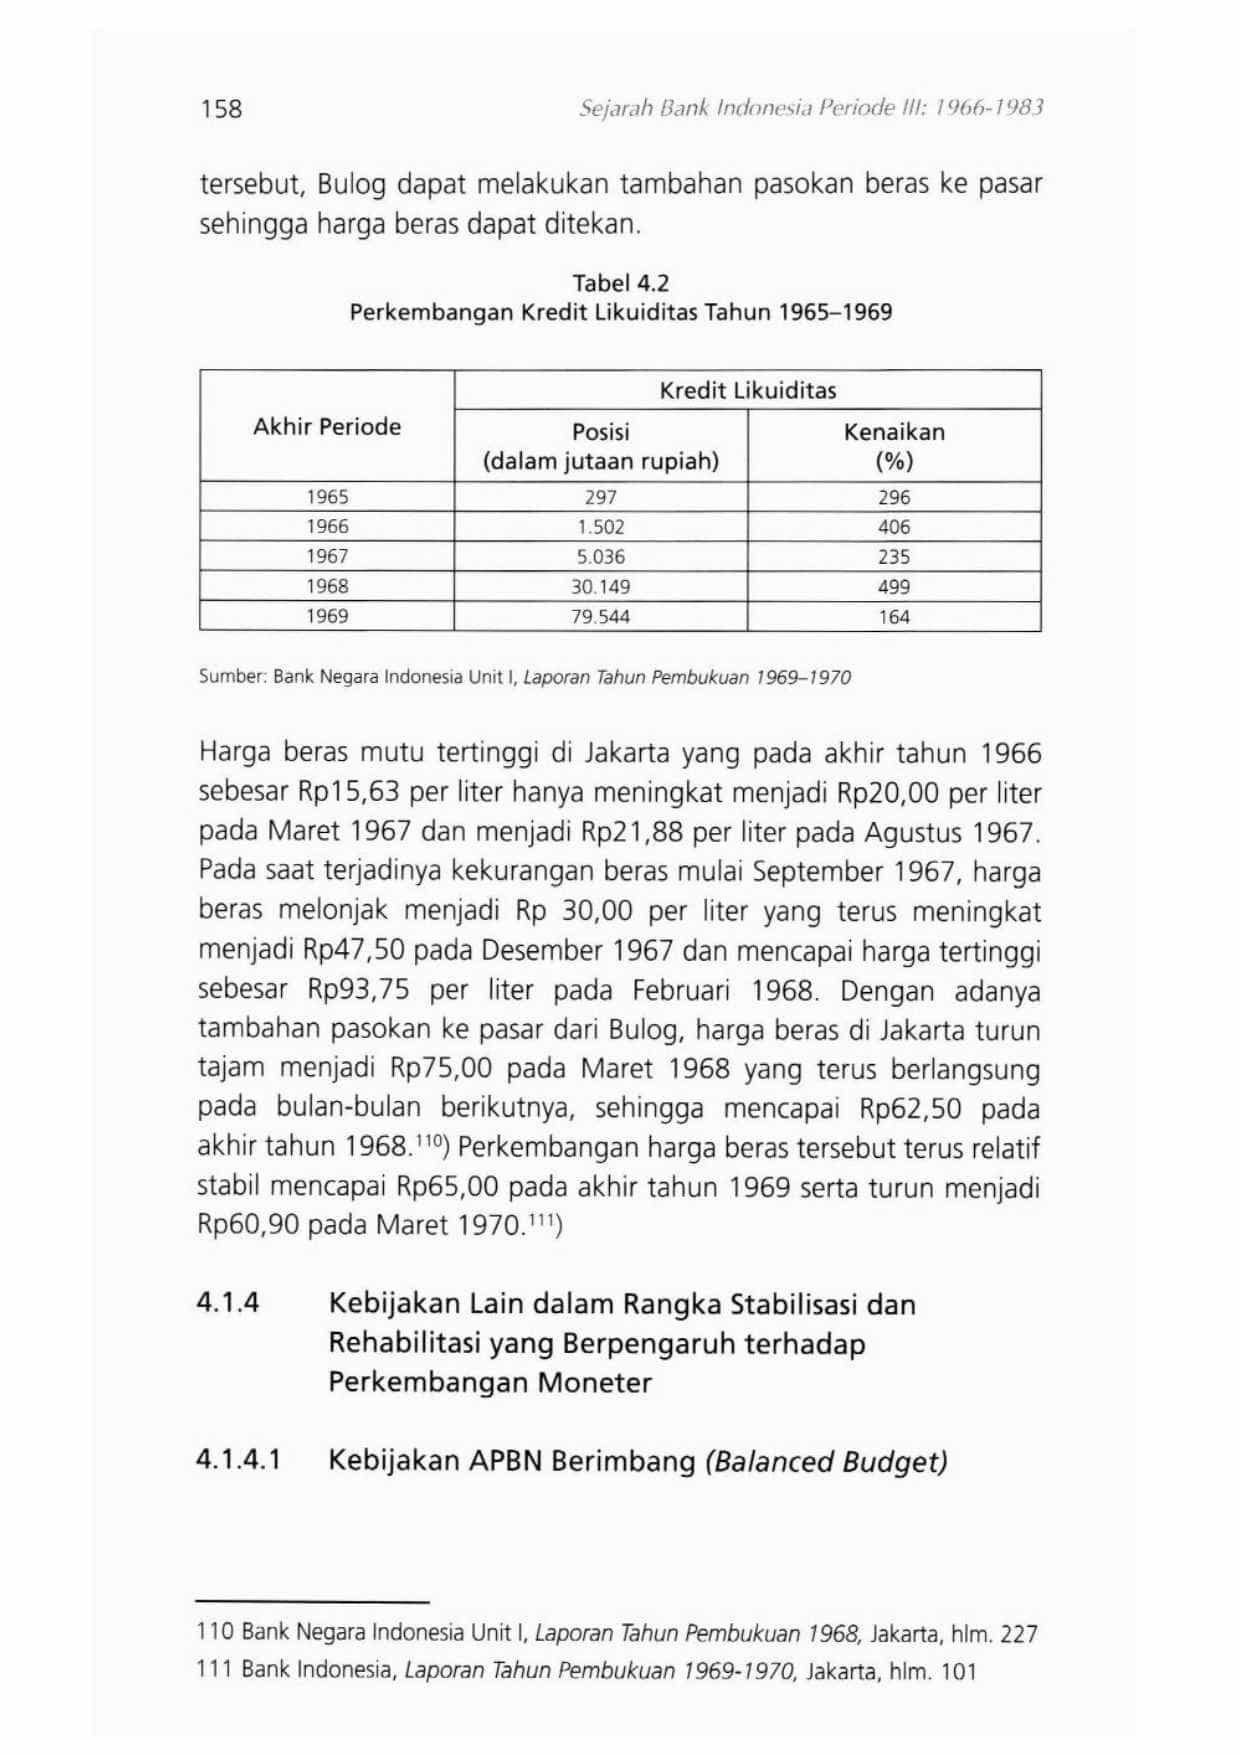 158
Sejarah Bank Indonesia Periode III: 1966-1983
tersebut, Bulog dapat melakukan tambahan pasokan beras ke pasar
sehingga harga beras dapat ditekan.
Tabel 4.2
Perkembangan Kredit Likuiditas Tahun 1965–1969
Akhir Periode
Kredit Likuiditas
Posisi
(dalam jutaan rupiah)
Kenaikan
(%)
1965 297 296
1966 1.502 406
1967 5.036 235
1968 30.149 499
1969 79.544 164
Sumber: Bank Negara Indonesia Unit I, Laporan Tahun Pembukuan 1969–1970
Harga beras mutu tertinggi di Jakarta yang pada akhir tahun 1966
sebesar Rp15,63 per liter hanya meningkat menjadi Rp20,00 per liter
pada Maret 1967 dan menjadi Rp21,88 per liter pada Agustus 1967.
Pada saat terjadinya kekurangan beras mulai September 1967, harga
beras melonjak menjadi Rp 30,00 per liter yang terus meningkat
menjadi Rp47,50 pada Desember 1967 dan mencapai harga tertinggi
sebesar Rp93,75 per liter pada Februari 1968. Dengan adanya
tambahan pasokan ke pasar dari Bulog, harga beras di Jakarta turun
tajam menjadi Rp75,00 pada Maret 1968 yang terus berlangsung
pada bulan-bulan berikutnya, sehingga mencapai Rp62,50 pada
akhir tahun 1968.110) Perkembangan harga beras tersebut terus relatif
stabil mencapai Rp65,00 pada akhir tahun 1969 serta turun menjadi
Rp60,90 pada Maret 1970.111)
4.1.4 Kebijakan Lain dalam Rangka Stabilisasi dan
Rehabilitasi yang Berpengaruh terhadap
Perkembangan Moneter
4.1.4.1 Kebijakan APBN Berimbang (Balanced Budget)
110 Bank Negara Indonesia Unit I, Laporan Tahun Pembukuan 1968, Jakarta, hlm. 227
111 Bank Indonesia, Laporan Tahun Pembukuan 1969-1970, Jakarta, hlm. 101